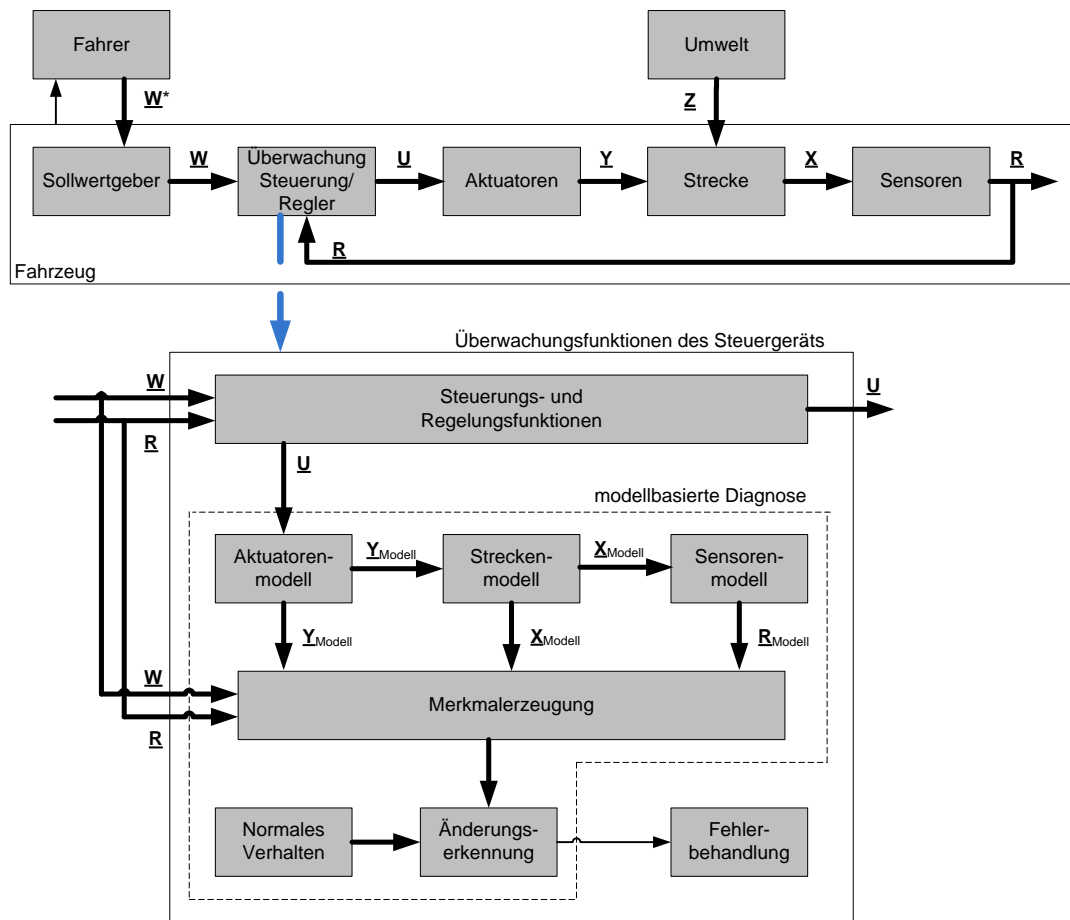 Fahrer
Umwelt
W*
Z
Sollwertgeber
W
Überwachung
Steuerung/
Regler
U
Aktuatoren
Y
Strecke
X
Sensoren
R
R
Fahrzeug
Überwachungsfunktionen des Steuergeräts
W
R
Steuerungs- und
Regelungsfunktionen
U
U
modellbasierte Diagnose
Aktuatoren-
modell
YModell
Strecken-
modell
XModell
Sensoren-
modell
YModell
XModell
RModell
W
R
Merkmalerzeugung
Normales
Verhalten
Änderungs-
erkennung
Fehler-
behandlung